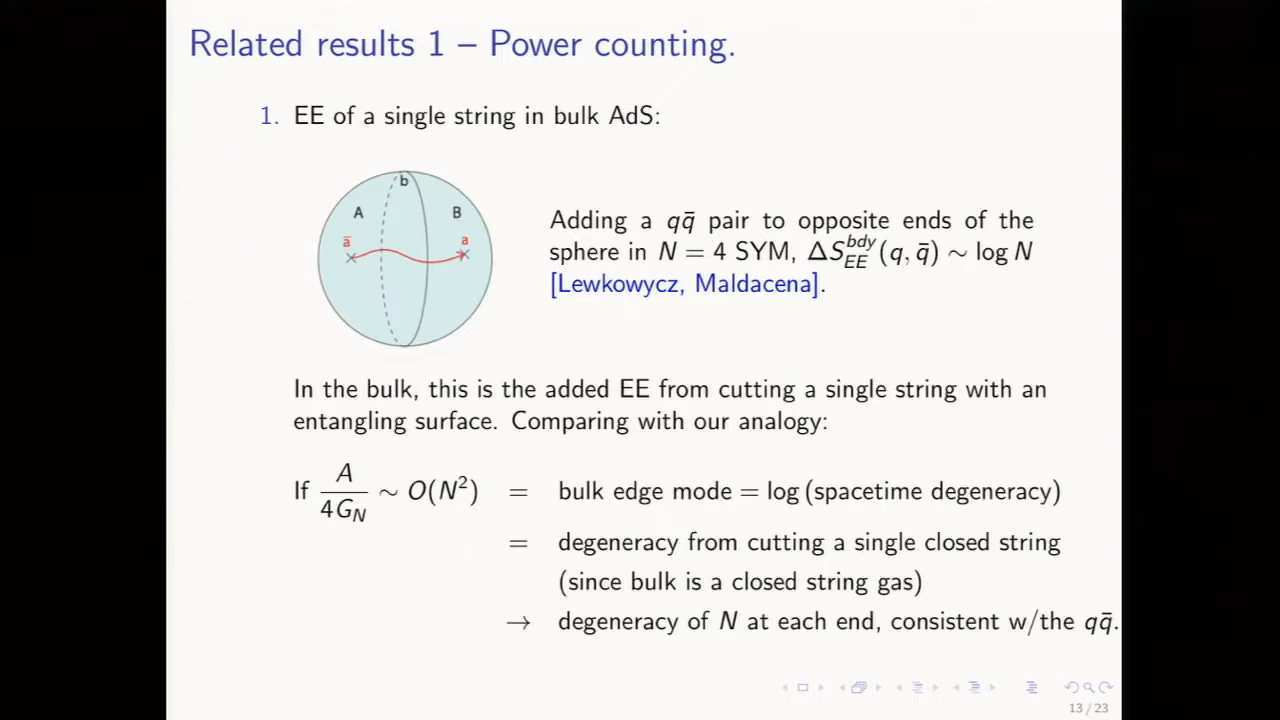 Related results 1 – Power counting.
1. EE of a single string in bulk AdS:
b
A B
ā a
Adding a qq̄ pair to opposite ends of the
sphere in N = 4 SYM, ΔS_{EE}^{bdy}(q, q̄) ∼ log N
[Lewkowycz, Maldacena].
In the bulk, this is the added EE from cutting a single string with an
entangling surface. Comparing with our analogy:
If A/4G_N ∼ O(N²) = bulk edge mode = log (spacetime degeneracy)
= degeneracy from cutting a single closed string
(since bulk is a closed string gas)
→ degeneracy of N at each end, consistent w/the qq̄.
13 / 23